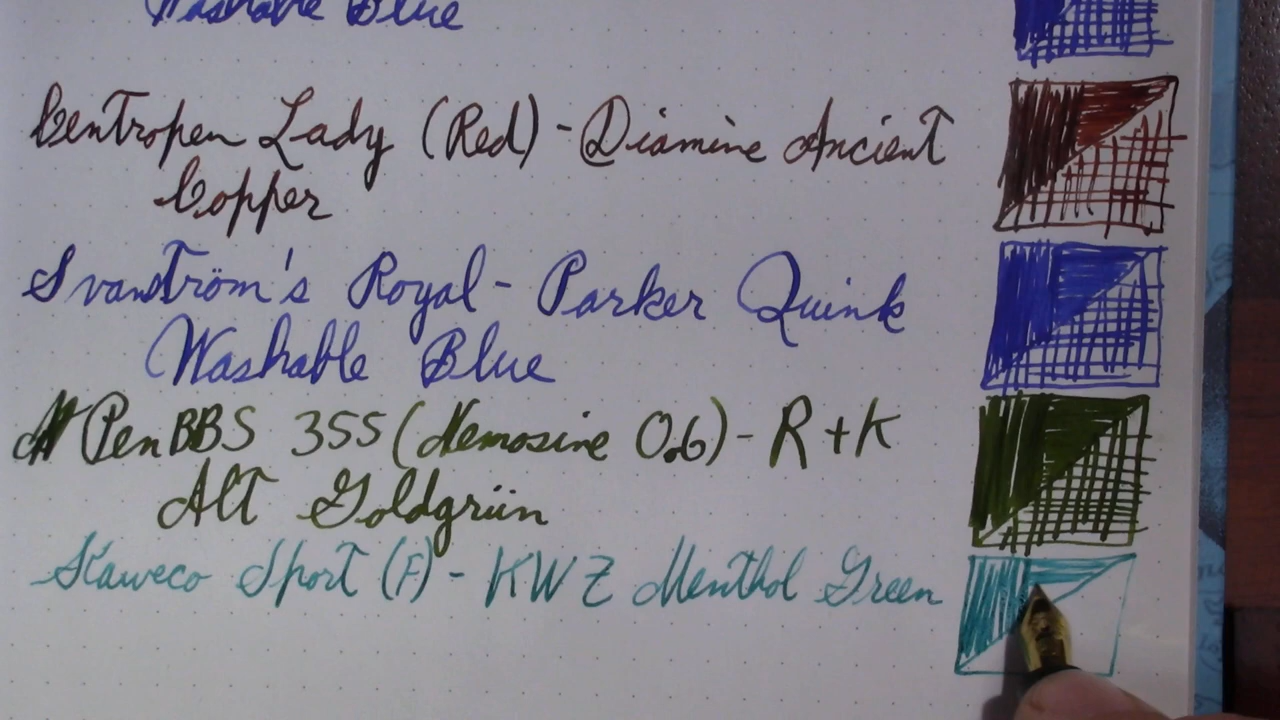 Washable Blue
Centropen Lady (Red) - Diamine Ancient
Copper
Svanström's Royal - Parker Quink
Washable Blue
PenBBS 355 (Nemosine 0.6) - R+K
Alt Goldgrün
Kaweco Sport (F) - KWZ Menthol Green